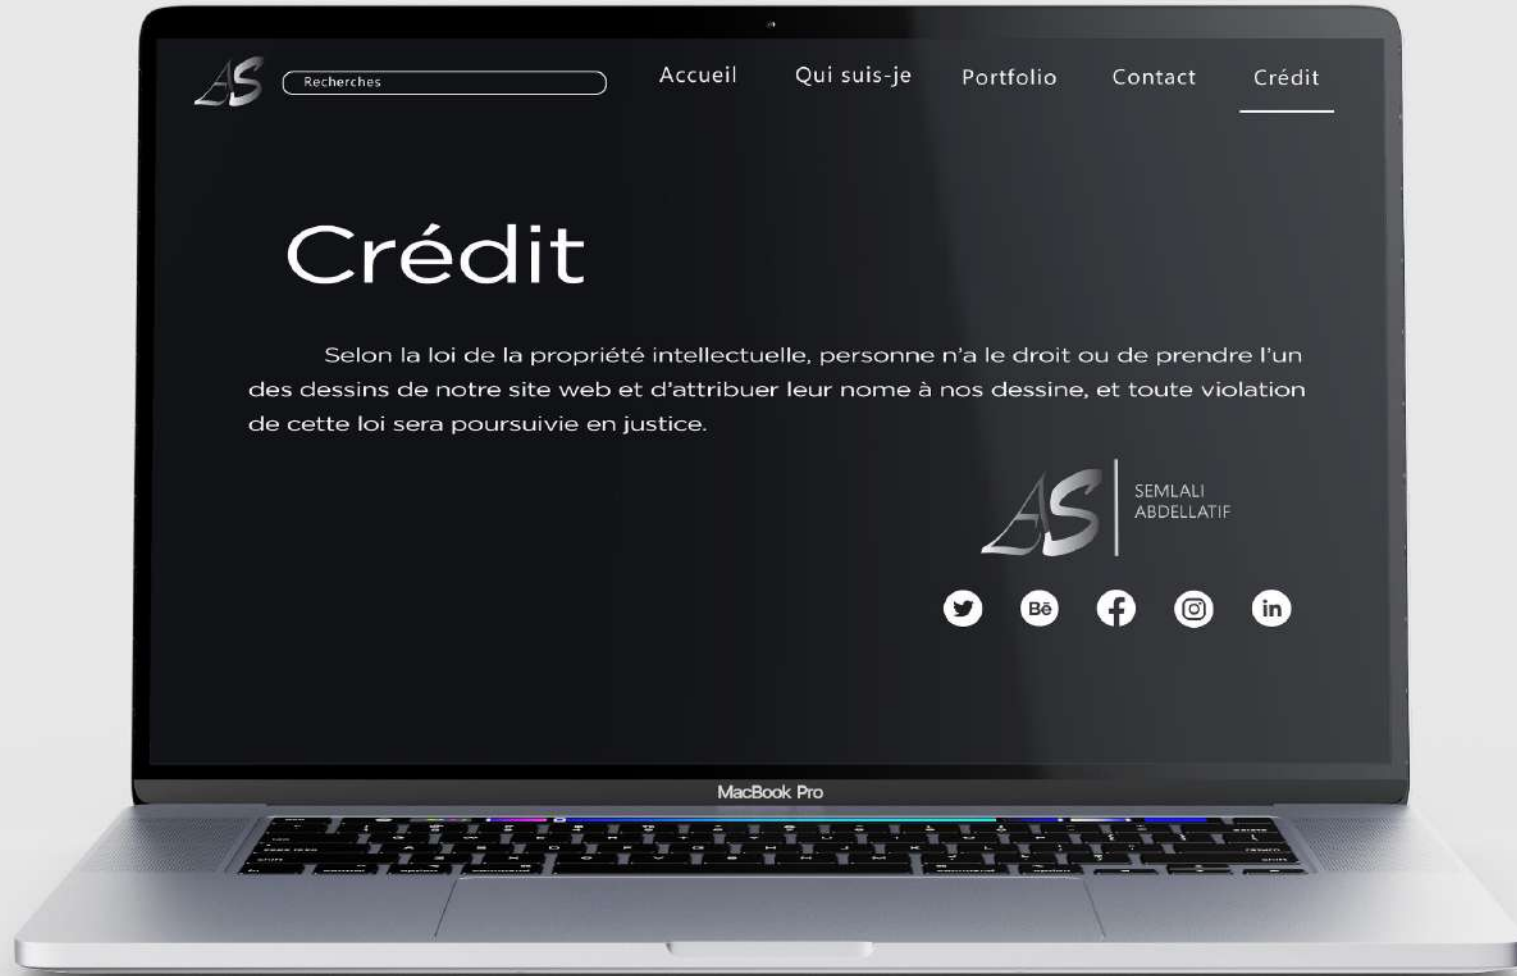 AS
Recherches
Accueil Qui suis-je Portfolio Contact Crédit
Crédit
Selon la loi de la propriété intellectuelle, personne n'a le droit ou de prendre l'un
des dessins de notre site web et d'attribuer leur nome à nos dessine, et toute violation
de cette loi sera poursuivie en justice.
AS
SEMLALI
ABDELLATIF
Bē
in
MacBook Pro